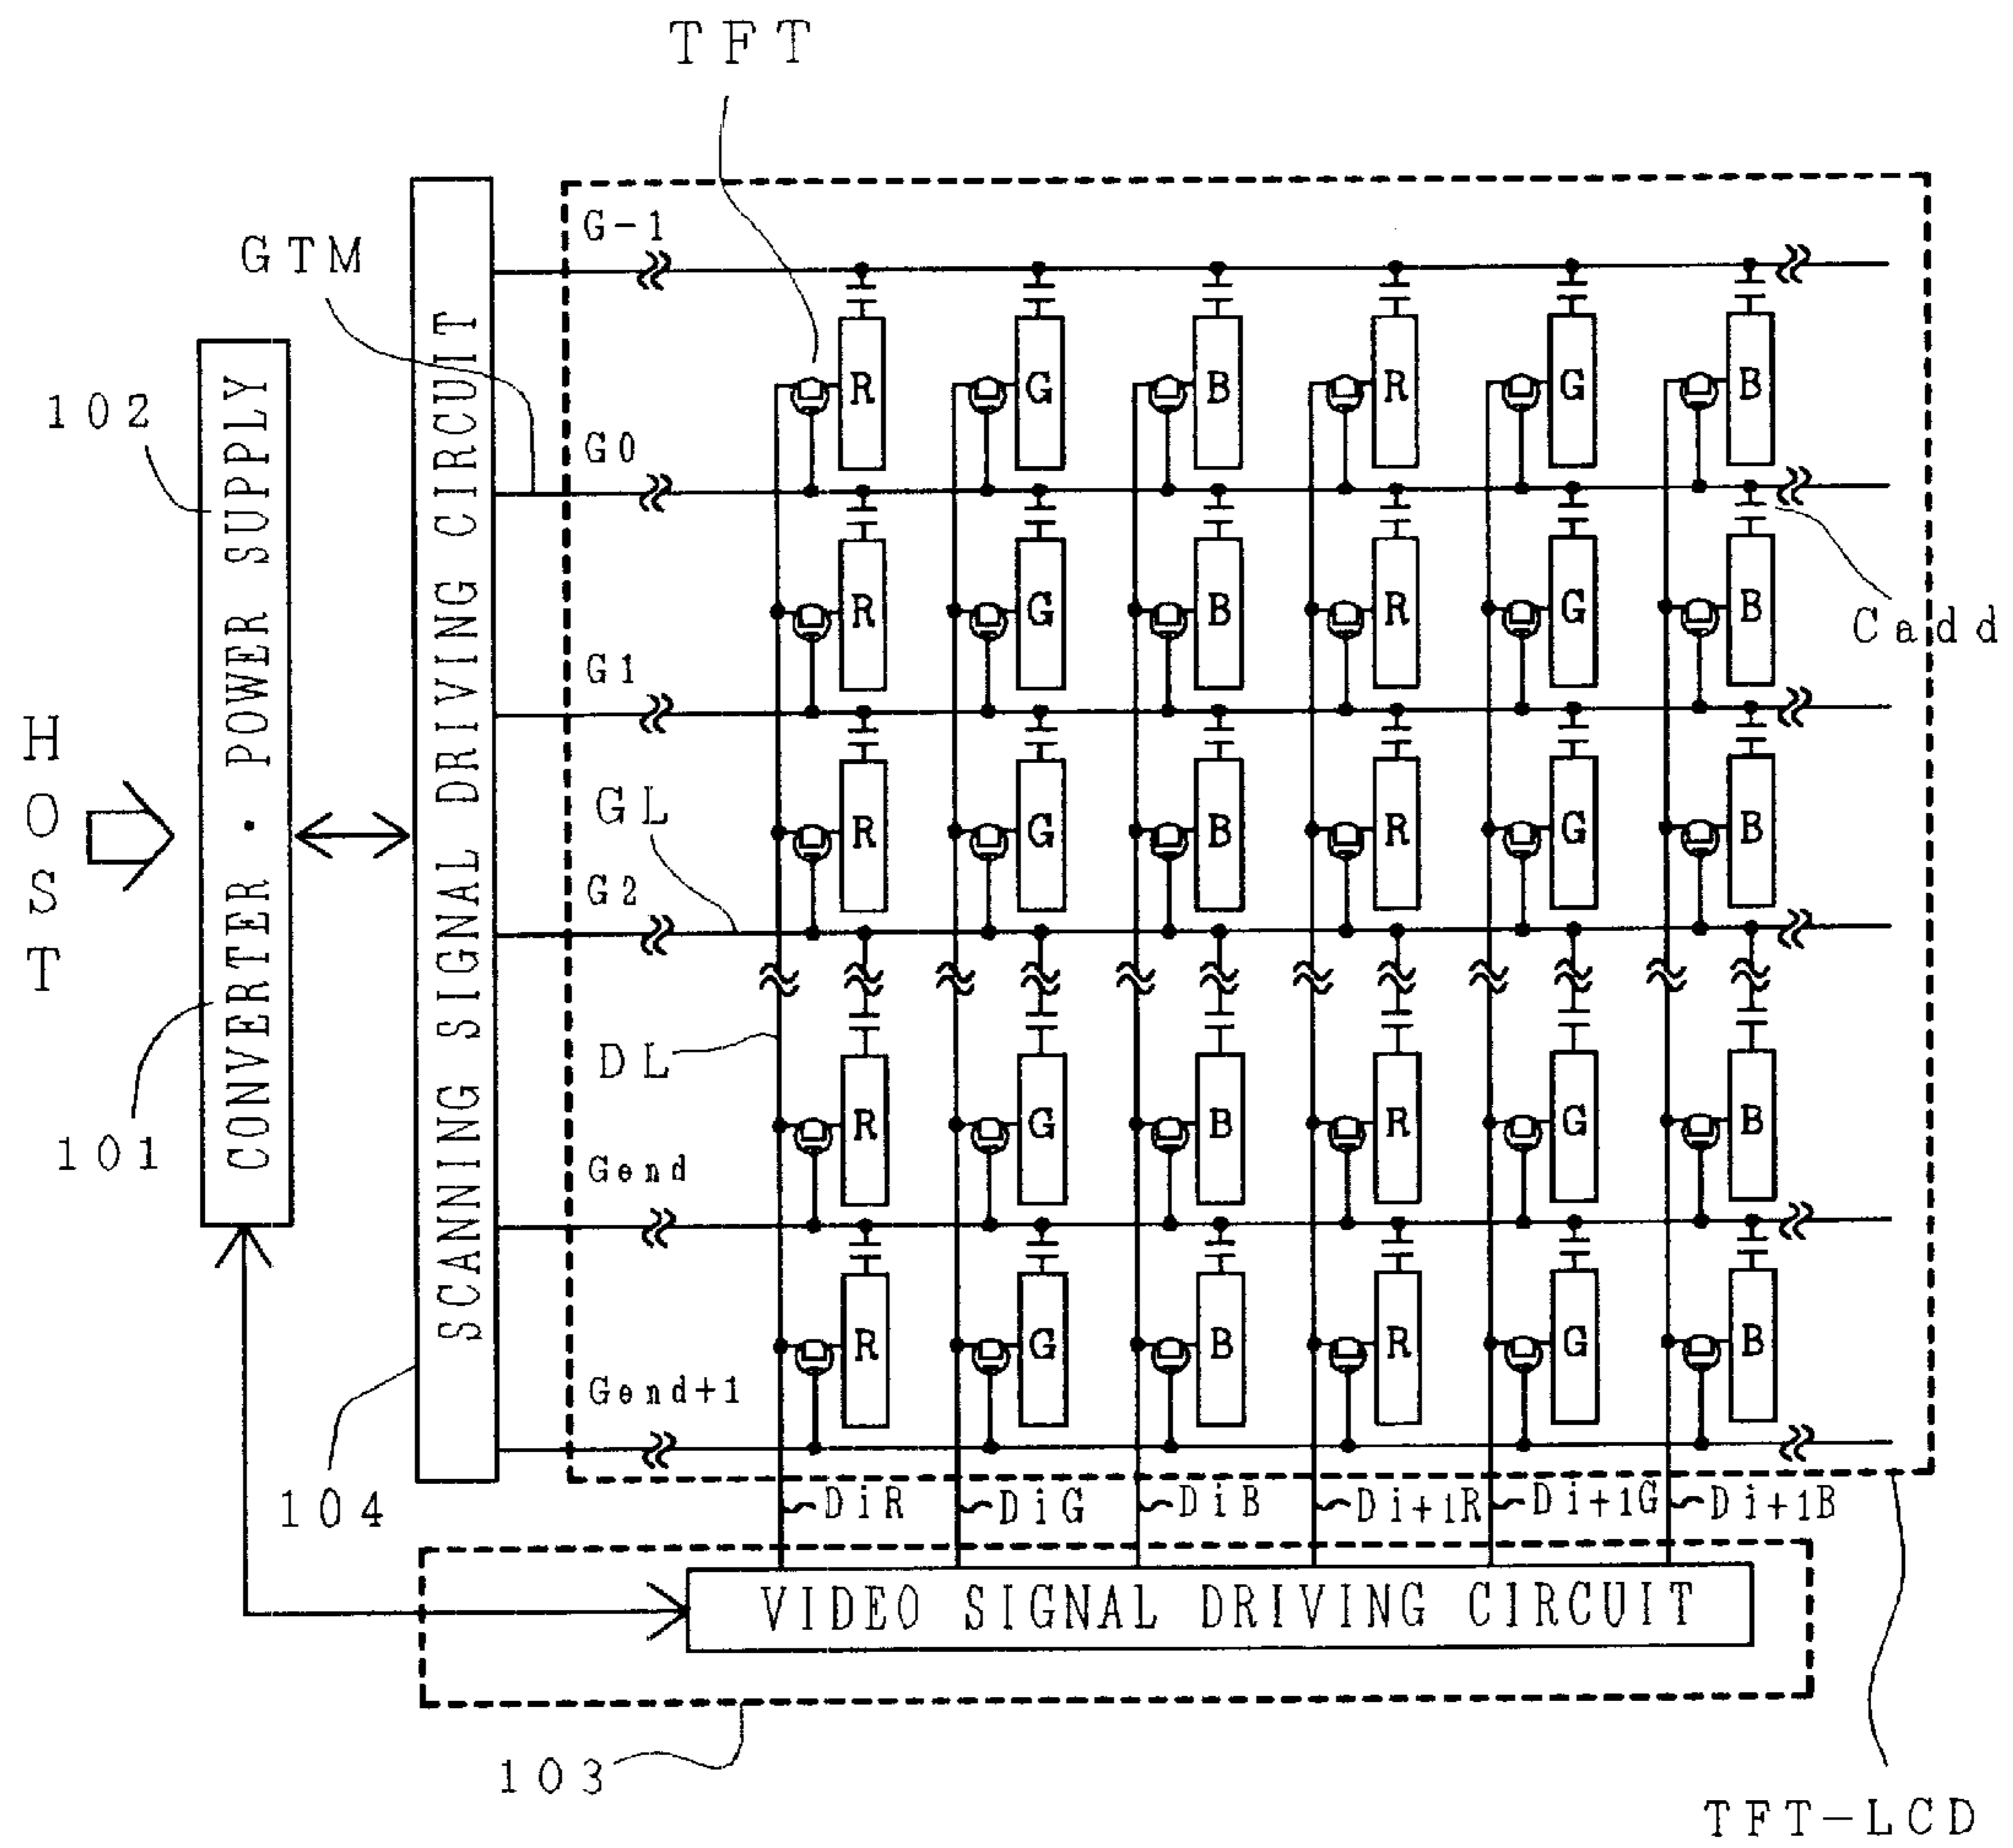 TFT
G-1
GTM
102
G0
R G B R G B
Cadd
G1
R G B R G B
HOST
CONVERTER · POWER SUPPLY
SCANNING SIGNAL DRIVING CIRCUIT
GL
G2
R G B R G B
DL
101
Gend
R G B R G B
Gend+1
R G B R G B
104
DiR DiG DiB Di+1R Di+1G Di+1B
VIDEO SIGNAL DRIVING CIRCUIT
103
TFT-LCD